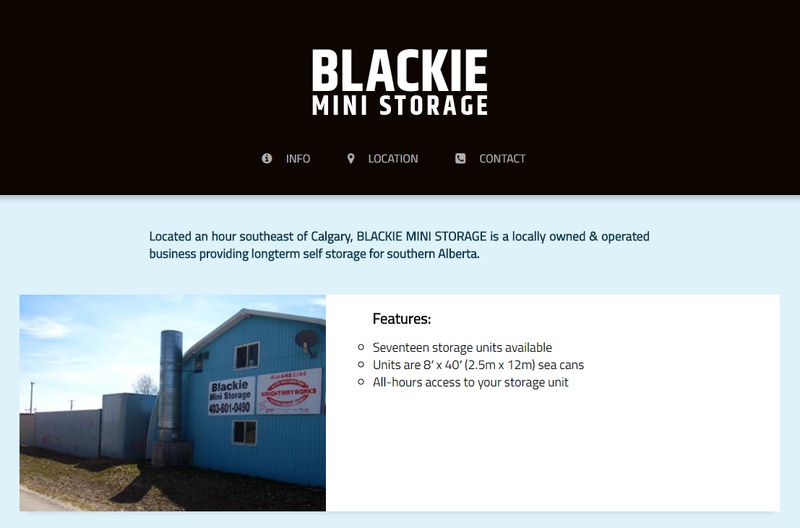 BLACKIE
MINI STORAGE
INFO LOCATION CONTACT
Located an hour southeast of Calgary, BLACKIE MINI STORAGE is a locally owned & operated
business providing longterm self storage for southern Alberta.
Features:
Seventeen storage units available
Units are 8′ x 40′ (2.5m x 12m) sea cans
All-hours access to your storage unit
Blackie
Mini Storage
403-601-0490
WRIGHTWAYWORKS